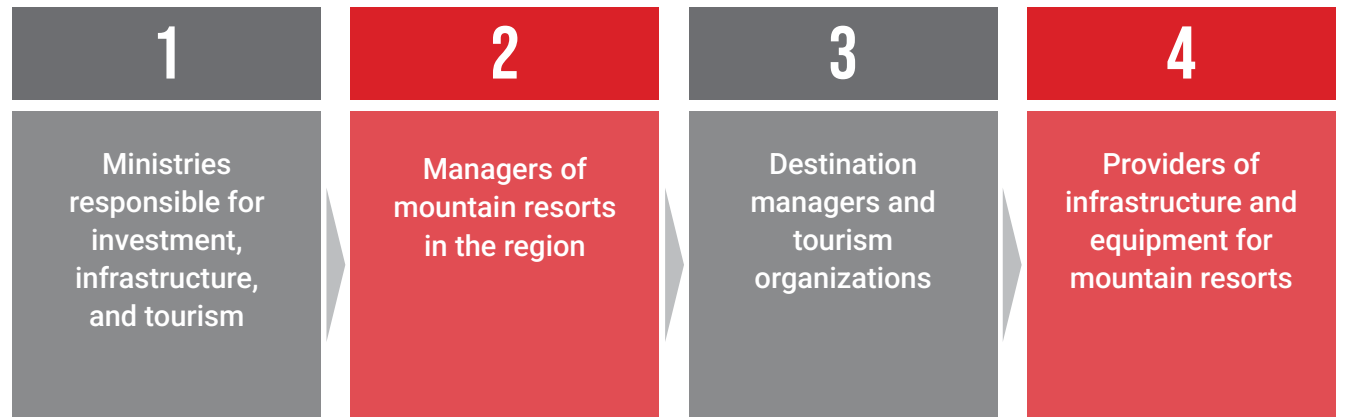 1
Ministries
responsible for
investment,
infrastructure,
and tourism
2
Managers of
mountain resorts
in the region
3
Destination
managers and
tourism
organizations
4
Providers of
infrastructure and
equipment for
mountain resorts